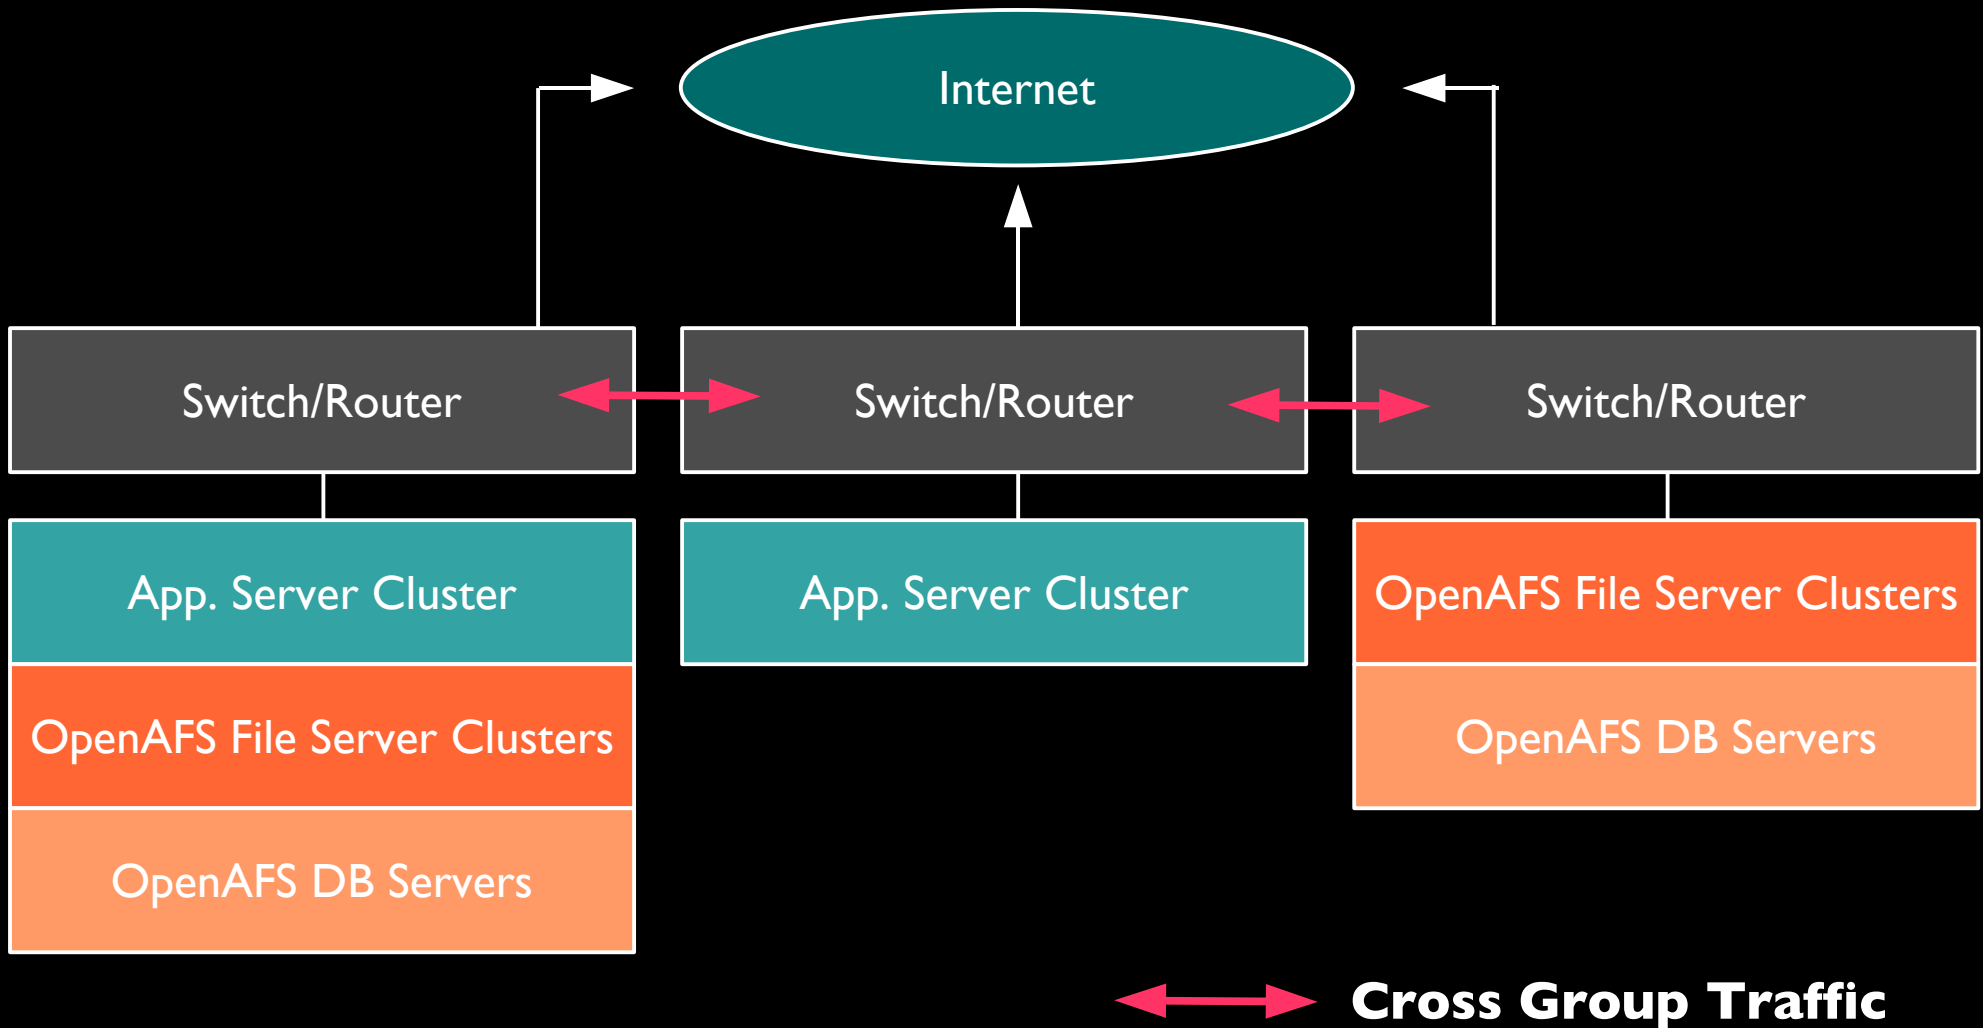 Internet
Switch/Router
Switch/Router
Switch/Router
App. Server Cluster
App. Server Cluster
OpenAFS File Server Clusters
OpenAFS File Server Clusters
OpenAFS DB Servers
OpenAFS DB Servers
Cross Group Traffic